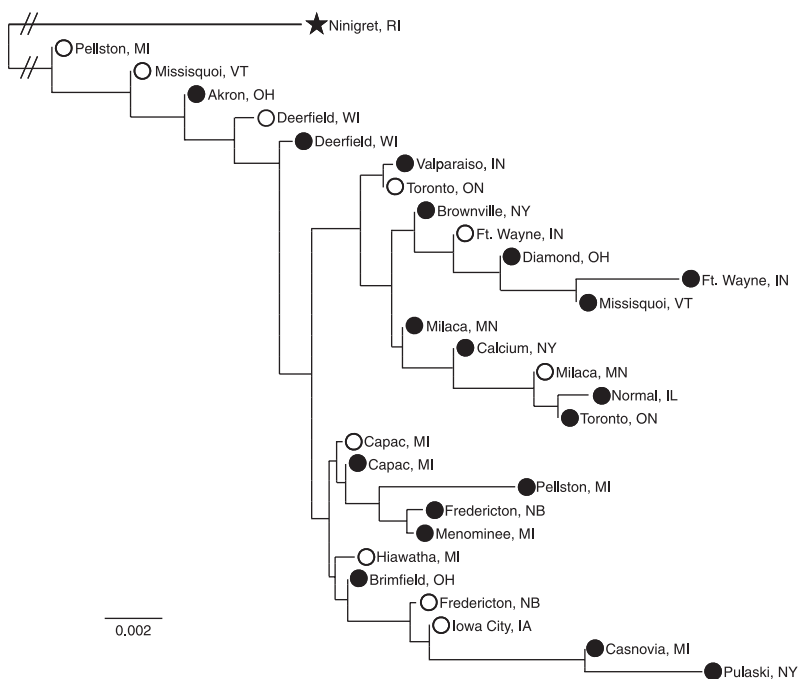 Ninigret, RI
Pellston, MI
Missisquoi, VT
Akron, OH
Deerfield, WI
Deerfield, WI
Valparaiso, IN
Toronto, ON
Brownville, NY
Ft. Wayne, IN
Diamond, OH
Ft. Wayne, IN
Missisquoi, VT
Milaca, MN
Calcium, NY
Milaca, MN
Normal, IL
Toronto, ON
Capac, MI
Capac, MI
Pellston, MI
Fredericton, NB
Menominee, MI
Hiawatha, MI
Brimfield, OH
Fredericton, NB
Iowa City, IA
Casnovia, MI
Pulaski, NY
0.002